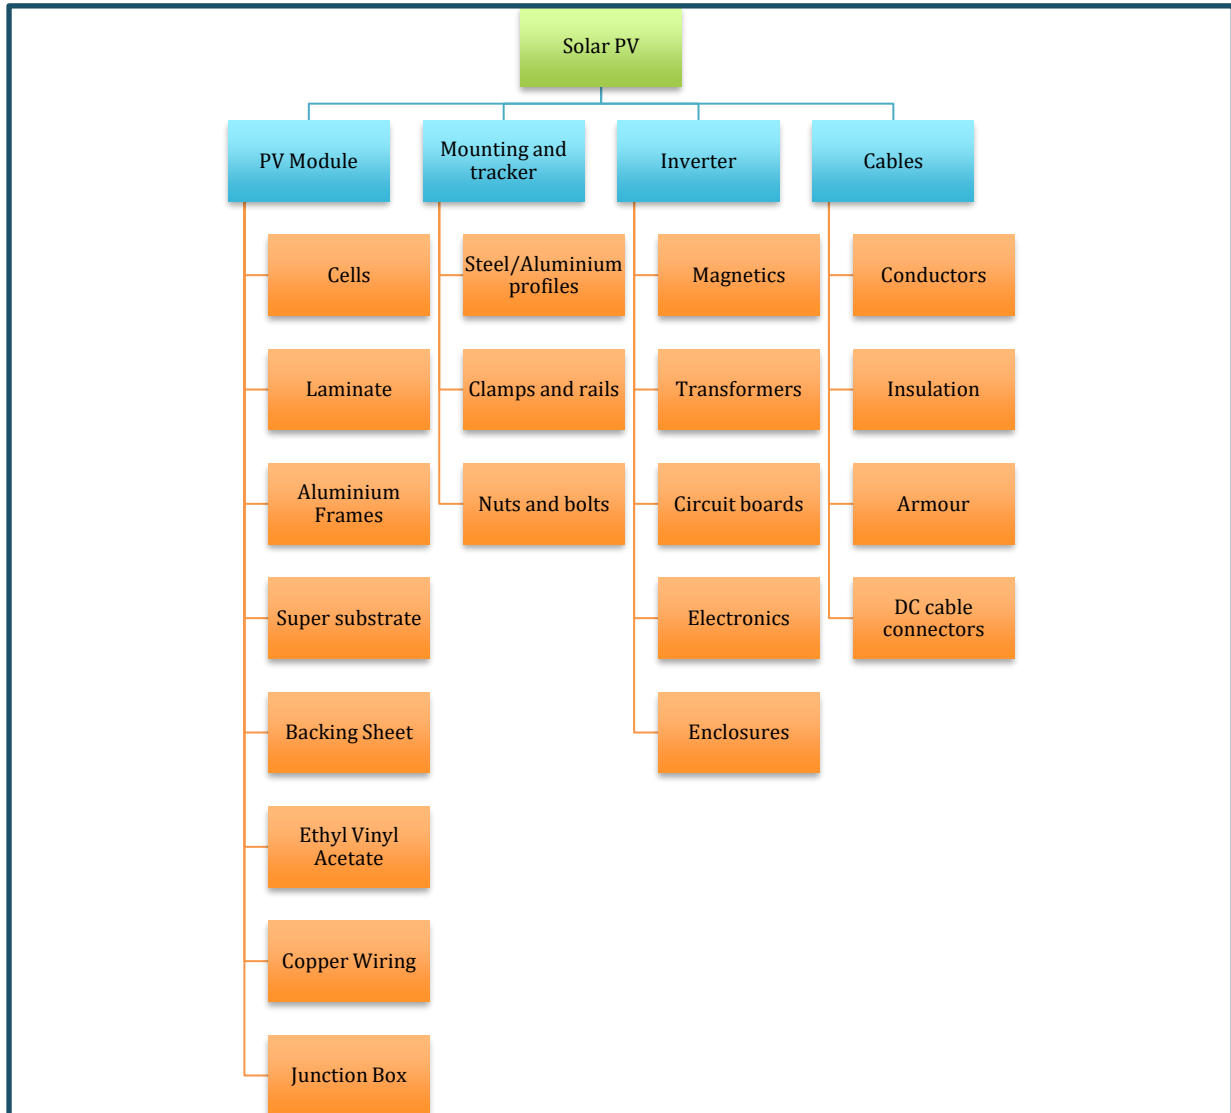 Solar PV
PV Module
Mounting and
tracker
Inverter
Cables
Cells
Steel/Aluminium
profiles
Magnetics
Conductors
Laminate
Clamps and rails
Transformers
Insulation
Aluminium
Frames
Nuts and bolts
Circuit boards
Armour
Super substrate
Electronics
DC cable
connectors
Backing Sheet
Enclosures
Ethyl Vinyl
Acetate
Copper Wiring
Junction Box